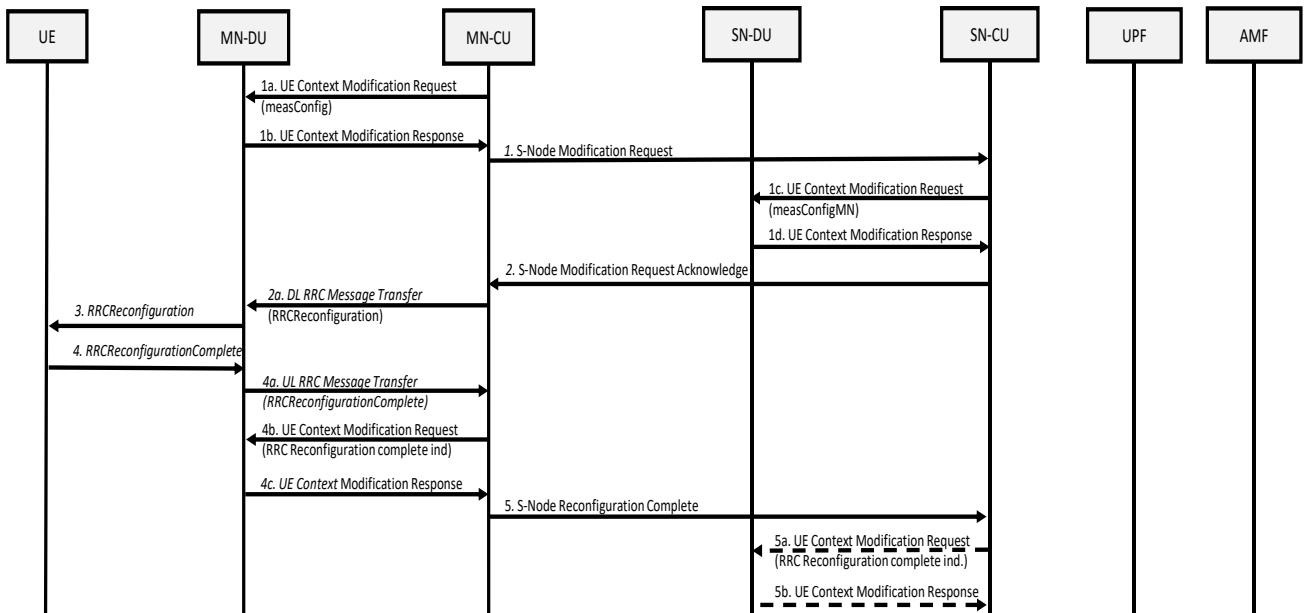 UE
MN-DU
MN-CU
SN-DU
SN-CU
UPF
AMF
1a. UE Context Modification Request
(measConfig)
1b. UE Context Modification Response
1. S-Node Modification Request
1c. UE Context Modification Request
(measConfigMN)
1d. UE Context Modification Response
2. S-Node Modification Request Acknowledge
2a. DL RRC Message Transfer
(RRCReconfiguration)
3. RRCReconfiguration
4. RRCReconfigurationComplete
4a. UL RRC Message Transfer
(RRCReconfigurationComplete)
4b. UE Context Modification Request
(RRC Reconfiguration complete ind)
4c. UE Context Modification Response
5. S-Node Reconfiguration Complete
5a. UE Context Modification Request
(RRC Reconfiguration complete ind.)
5b. UE Context Modification Response